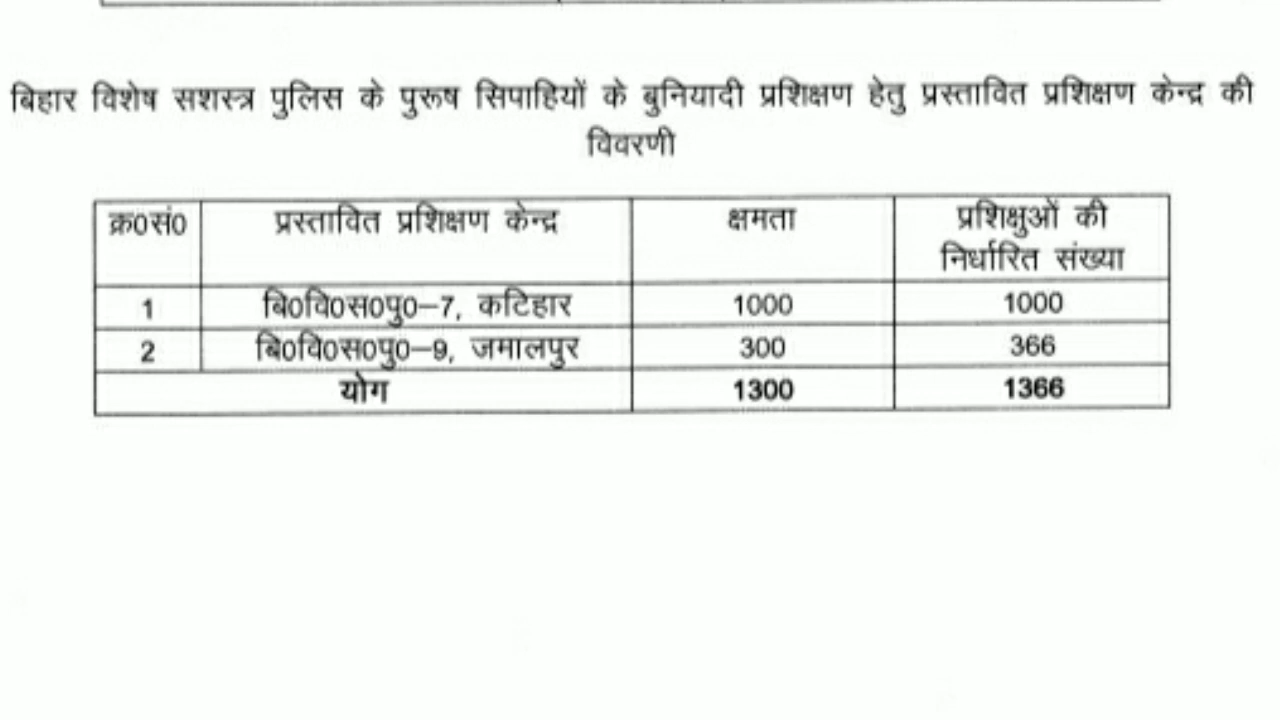 बिहार विशेष सशस्त्र पुलिस के पुरूष सिपाहियों के बुनियादी प्रशिक्षण हेतु प्रस्तावित प्रशिक्षण केन्द्र की
विवरणी
क्र0सं0 प्रस्तावित प्रशिक्षण केन्द्र क्षमता प्रशिक्षुओं की
निर्धारित संख्या
1 बि0वि0स0पु0–7, कटिहार 1000 1000
2 बि0वि0स0पु0–9, जमालपुर 300 366
योग 1300 1366